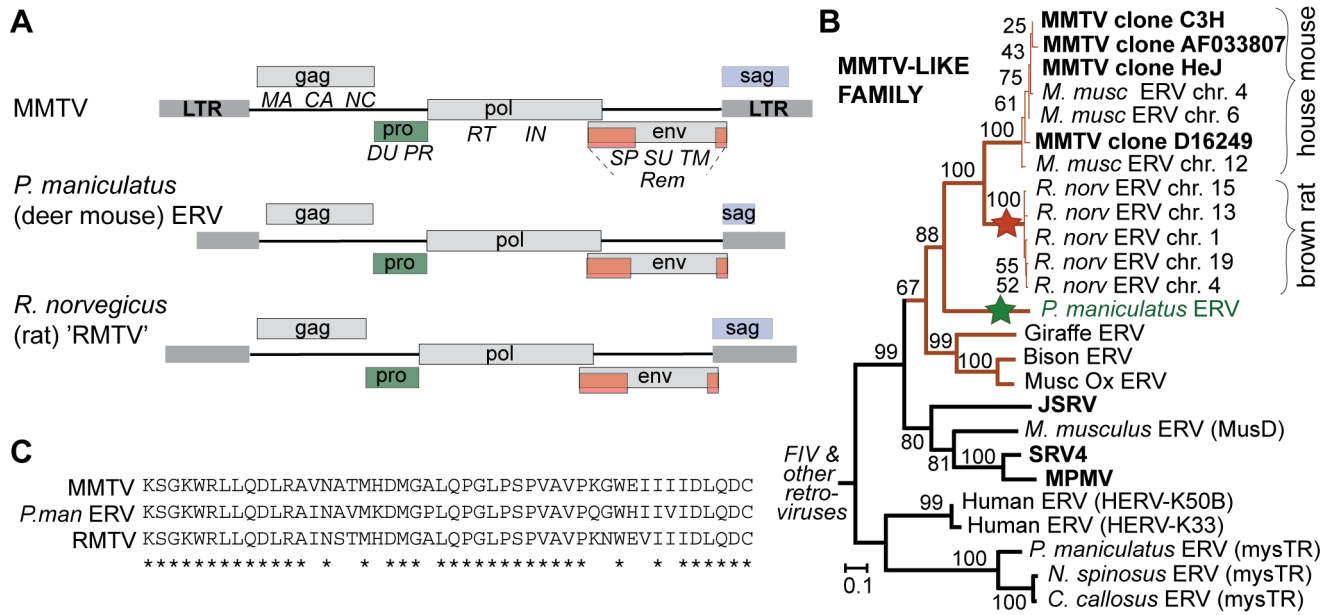 A
MMTV
LTR
gag
MA CA NC
pro
DU PR
pol
RT IN
env
SP SU TM
Rem
sag
LTR
P. maniculatus
(deer mouse) ERV
gag
pro
pol
env
sag
R. norvegicus
(rat) 'RMTV'
gag
pro
pol
env
sag
B
MMTV-LIKE
FAMILY
25
43
75
61
100
100
100
55
52
88
67
99
100
99
80
81
100
99
100
100
MMTV clone C3H
MMTV clone AF033807
MMTV clone HeJ
M. musc ERV chr. 4
M. musc ERV chr. 6
MMTV clone D16249
M. musc ERV chr. 12
R. norv ERV chr. 15
R. norv ERV chr. 13
R. norv ERV chr. 1
R. norv ERV chr. 19
R. norv ERV chr. 4
P. maniculatus ERV
Giraffe ERV
Bison ERV
Musc Ox ERV
JSRV
M. musculus ERV (MusD)
SRV4
MPMV
Human ERV (HERV-K50B)
Human ERV (HERV-K33)
P. maniculatus ERV (mysTR)
N. spinosus ERV (mysTR)
C. callosus ERV (mysTR)
house mouse
brown rat
FIV &
other
retro-
viruses
0.1
C
MMTV KSGKWRLLQDLRAVNATMHDMGALQPGLPSPVAVPKGWEIIIIDLQDC
P.man ERV KSGKWRLLQDLRAINAVMKDMGPLQPGLPSPVAVPQGWHIIVIDLQDC
RMTV KSGKWRLLQDLRAINSTMHDMGALQPGLPSPVAVPKNWEVIIIDLQDC
************* * * *** ************ * * ******